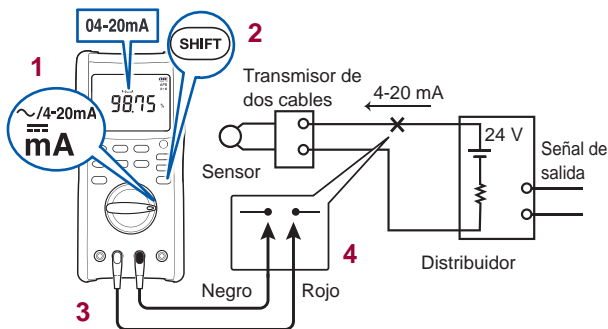 04-20mA
1
2
SHIFT
98.75
%
~/4-20mA
mA
Transmisor de
dos cables
4-20 mA
24 V
Señal de
salida
Sensor
Distribuidor
4
Negro
Rojo
3